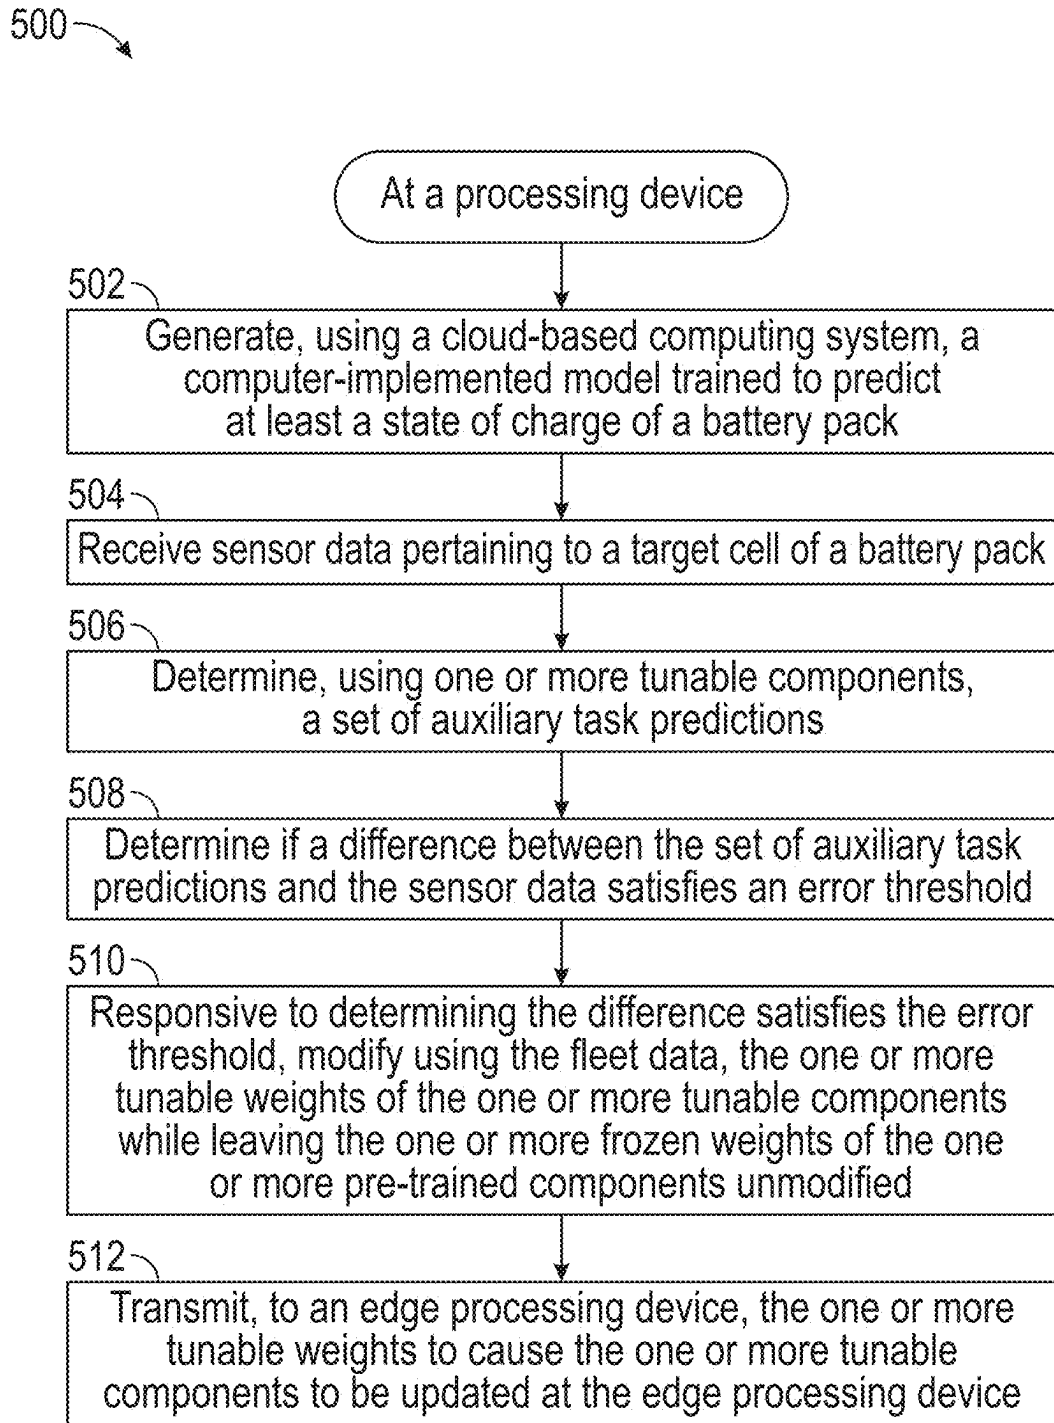 500
At a processing device
502
Generate, using a cloud-based computing system, a
computer-implemented model trained to predict
at least a state of charge of a battery pack
504
Receive sensor data pertaining to a target cell of a battery pack
506
Determine, using one or more tunable components,
a set of auxiliary task predictions
508
Determine if a difference between the set of auxiliary task
predictions and the sensor data satisfies an error threshold
510
Responsive to determining the difference satisfies the error
threshold, modify using the fleet data, the one or more
tunable weights of the one or more tunable components
while leaving the one or more frozen weights of the one
or more pre-trained components unmodified
512
Transmit, to an edge processing device, the one or more
tunable weights to cause the one or more tunable
components to be updated at the edge processing device